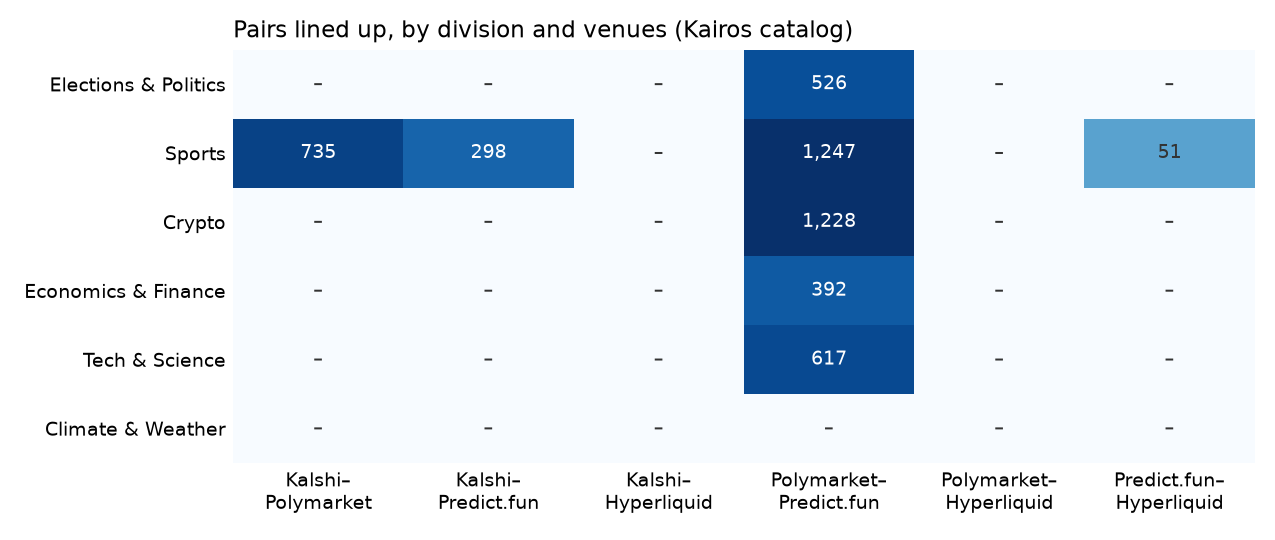 Pairs lined up, by division and venues (Kairos catalog)
Elections & Politics – – – 526 – –
Sports 735 298 – 1,247 – 51
Crypto – – – 1,228 – –
Economics & Finance – – – 392 – –
Tech & Science – – – 617 – –
Climate & Weather – – – – – –
Kalshi– Kalshi– Kalshi– Polymarket– Polymarket– Predict.fun–
Polymarket Predict.fun Hyperliquid Predict.fun Hyperliquid Hyperliquid